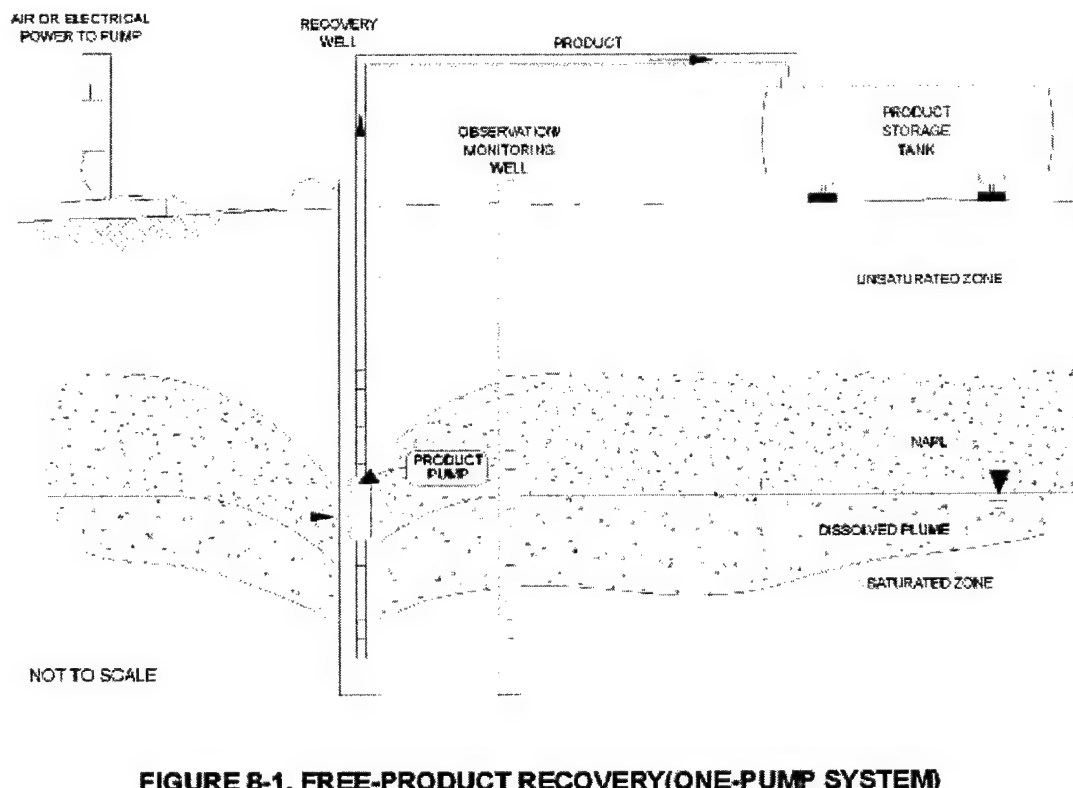 AIR OR ELECTRICAL
POWER TO PUMP
RECOVERY
WELL
PRODUCT
OBSERVATION/
MONITORING
WELL
PRODUCT
STORAGE
TANK
UNSATURATED ZONE
NAPL
PRODUCT
PUMP
DISSOLVED PLUME
SATURATED ZONE
NOT TO SCALE
FIGURE 8-1. FREE-PRODUCT RECOVERY(ONE-PUMP SYSTEM)